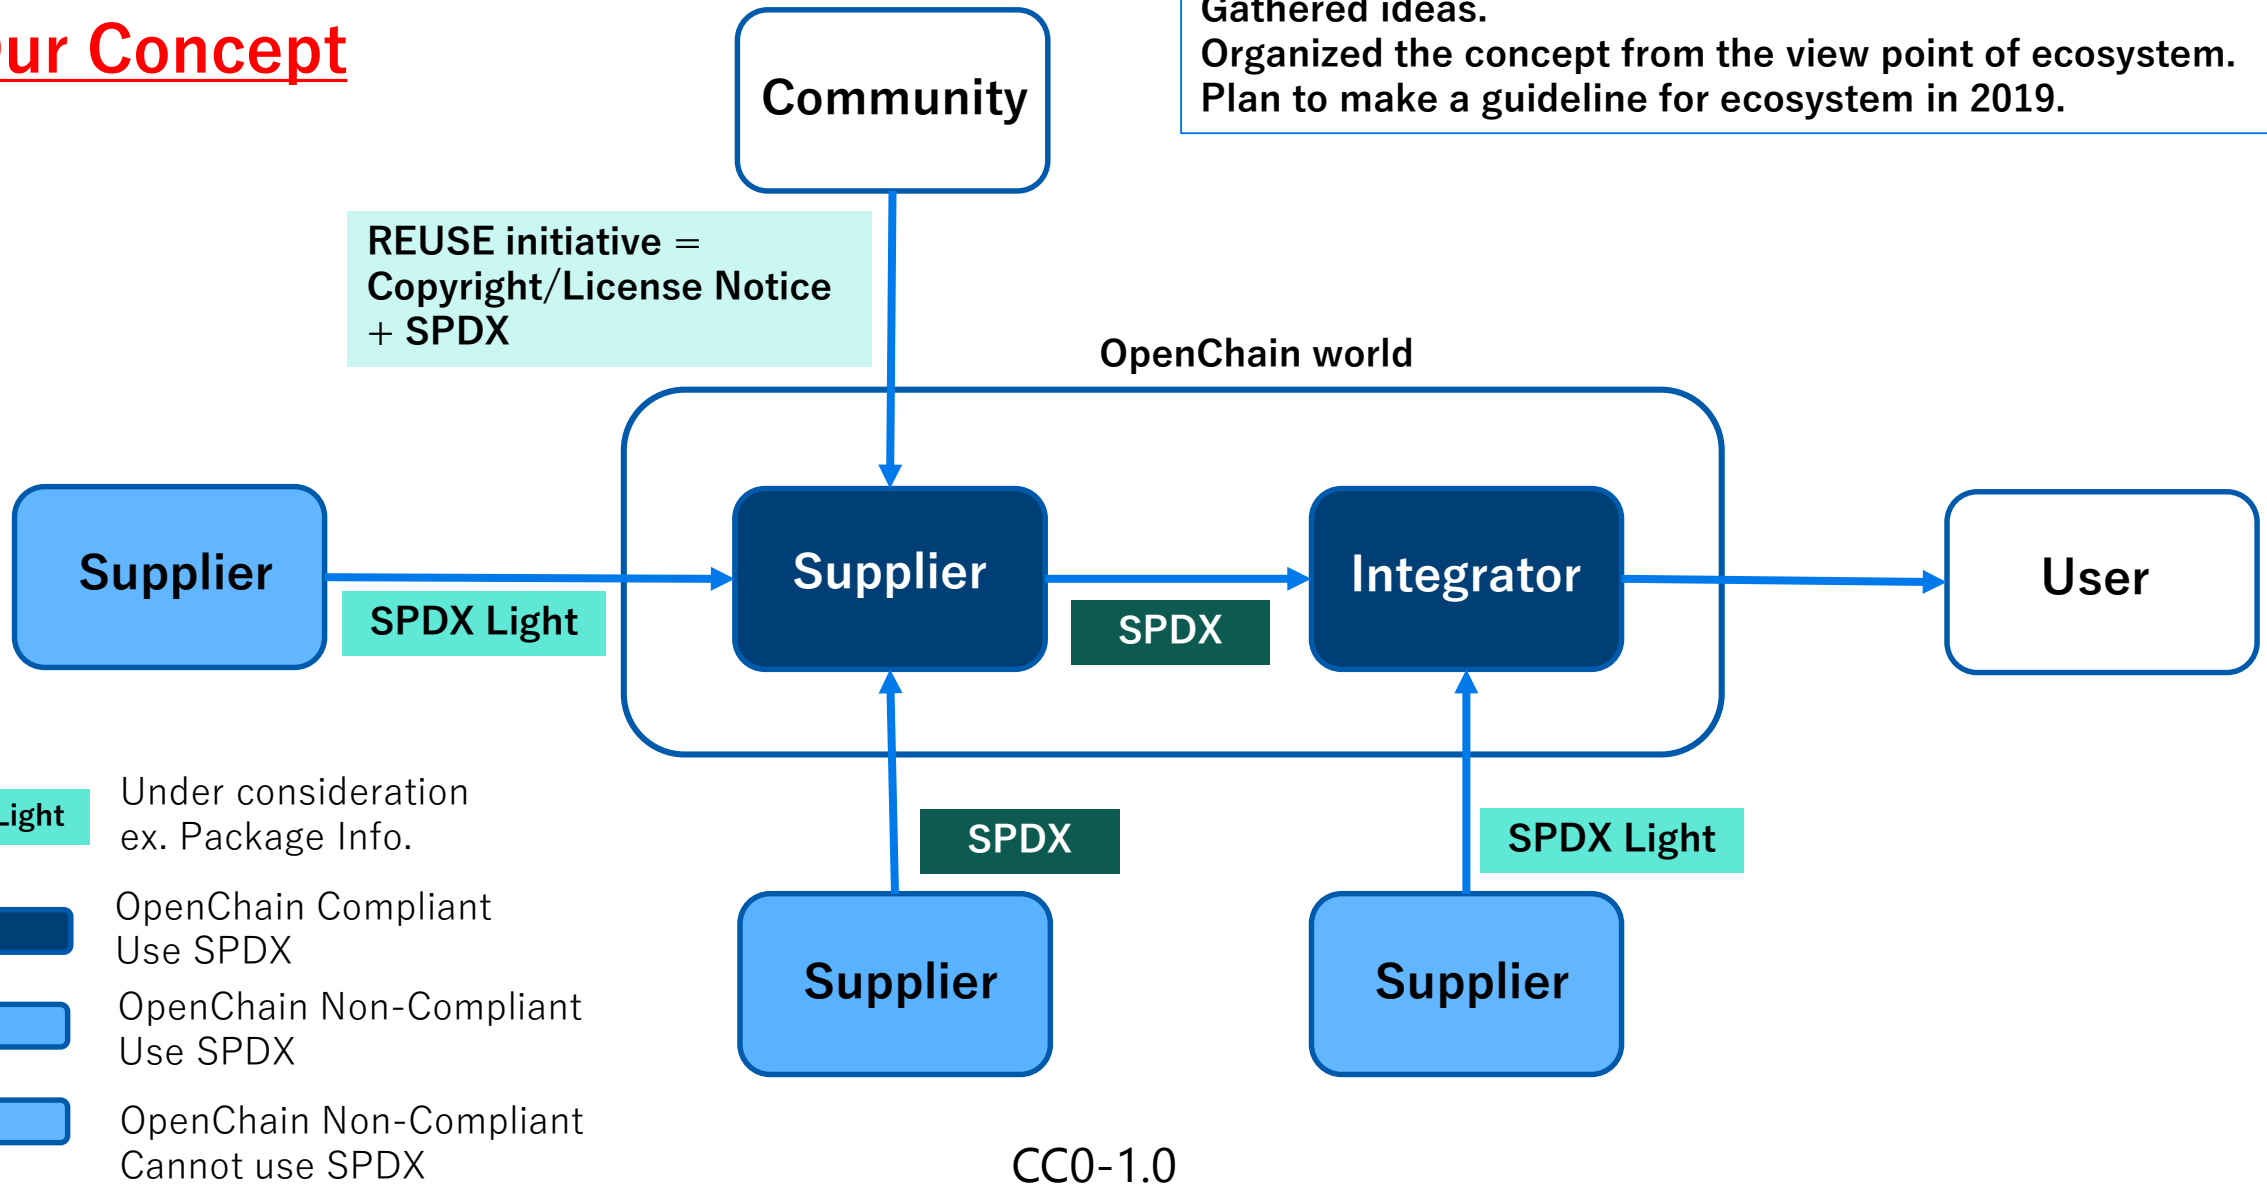 ur Concept
Gathered ideas.
Organized the concept from the view point of ecosystem.
Plan to make a guideline for ecosystem in 2019.
Community
REUSE initiative =
Copyright/License Notice
+ SPDX
OpenChain world
Supplier
SPDX Light
Supplier
SPDX
Integrator
User
SPDX
SPDX Light
Supplier
Supplier
Light
Under consideration
ex. Package Info.
OpenChain Compliant
Use SPDX
OpenChain Non-Compliant
Use SPDX
OpenChain Non-Compliant
Cannot use SPDX
CC0-1.0